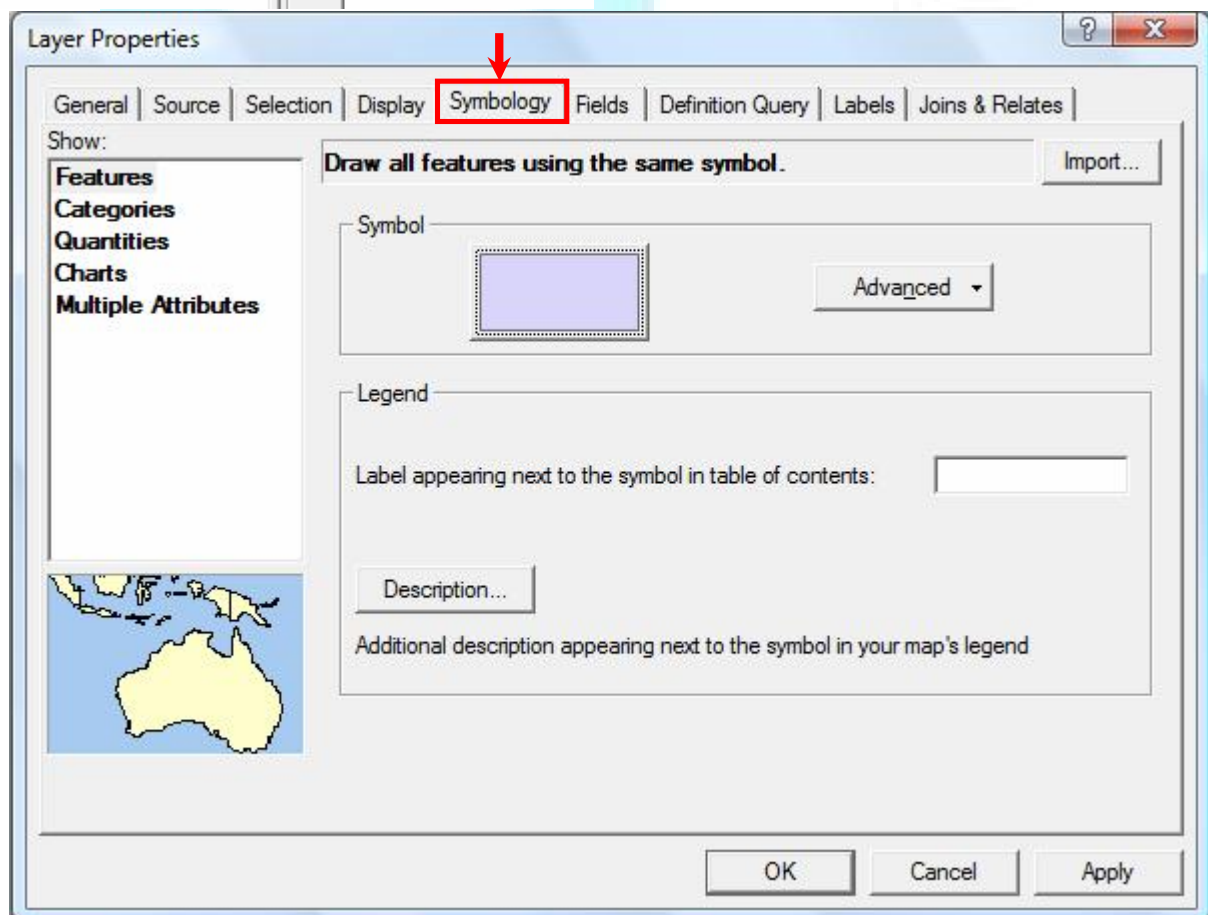 Layer Properties
General Source Selection Display Symbology Fields Definition Query Labels Joins & Relates
Show:
Features
Categories
Quantities
Charts
Multiple Attributes
Draw all features using the same symbol.
Import...
Symbol
Advanced
Legend
Label appearing next to the symbol in table of contents:
Description...
Additional description appearing next to the symbol in your map's legend
OK Cancel Apply